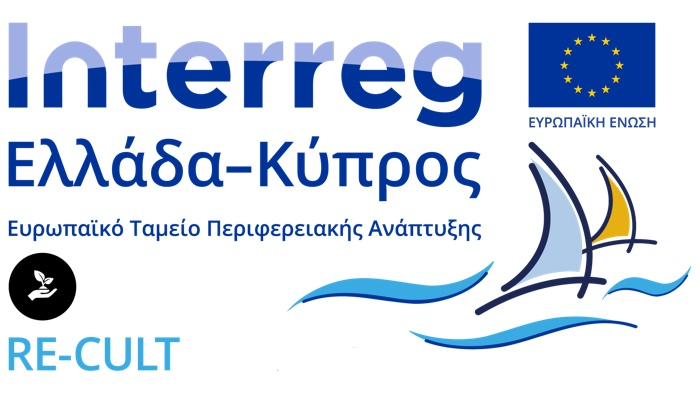 Interreg
ΕΥΡΩΠΑΪΚΗ ΕΝΩΣΗ
Ελλάδα–Κύπρος
Ευρωπαϊκό Ταμείο Περιφερειακής Ανάπτυξης
RE-CULT